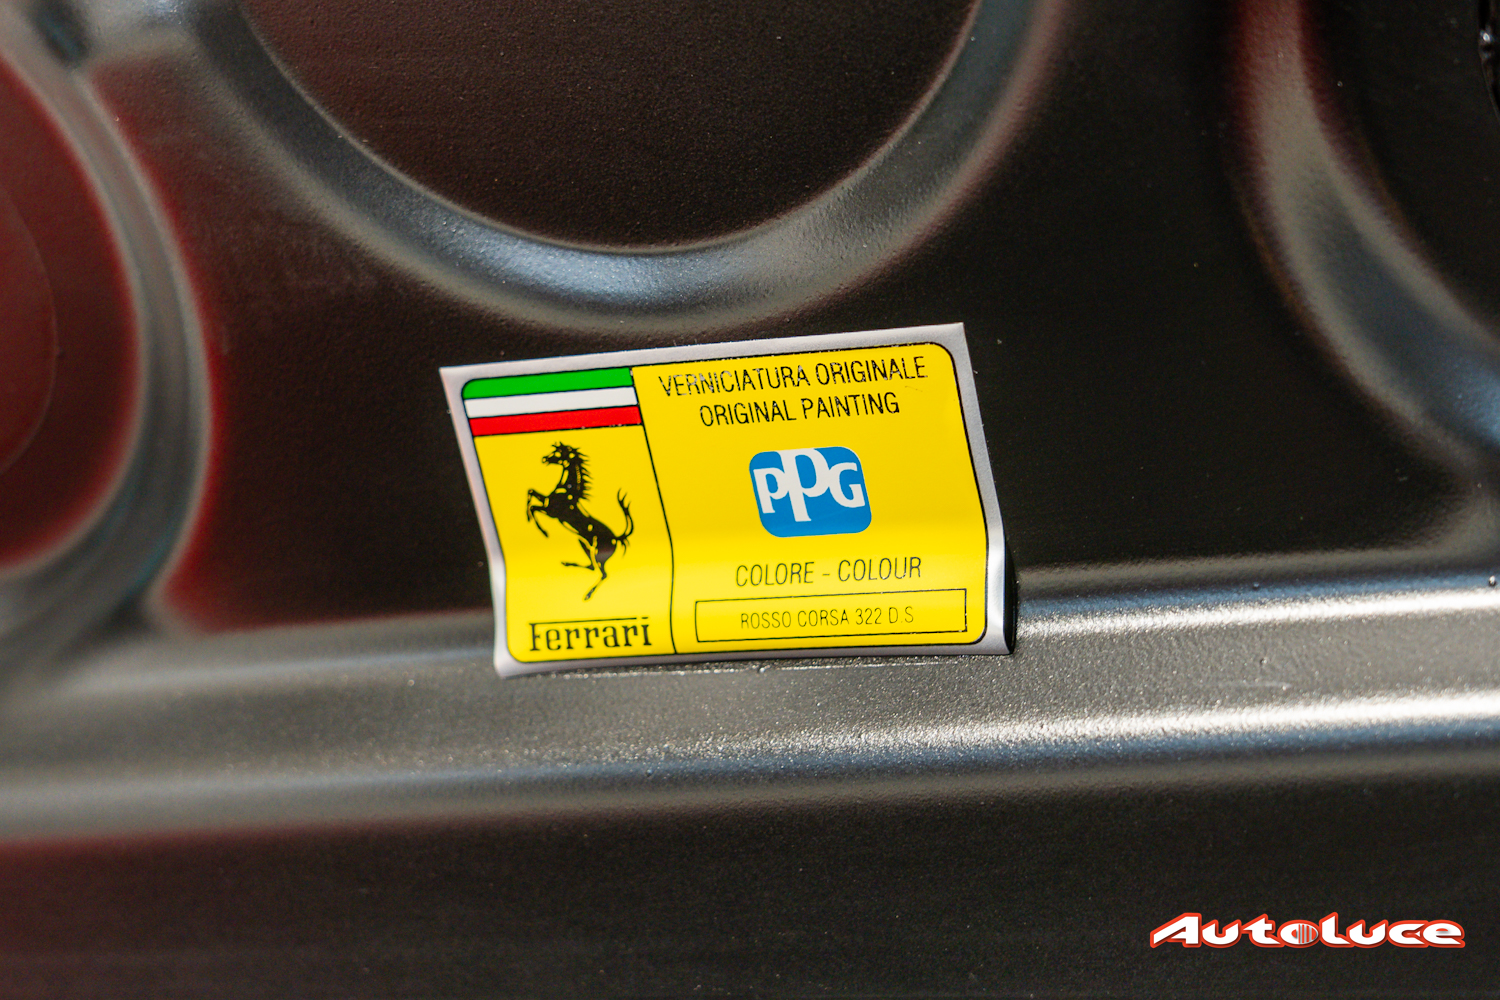 VERNICIATURA ORIGINALE
ORIGINAL PAINTING
PPG
COLORE - COLOUR
ROSSO CORSA 322 D.S
Ferrari
Autoluce